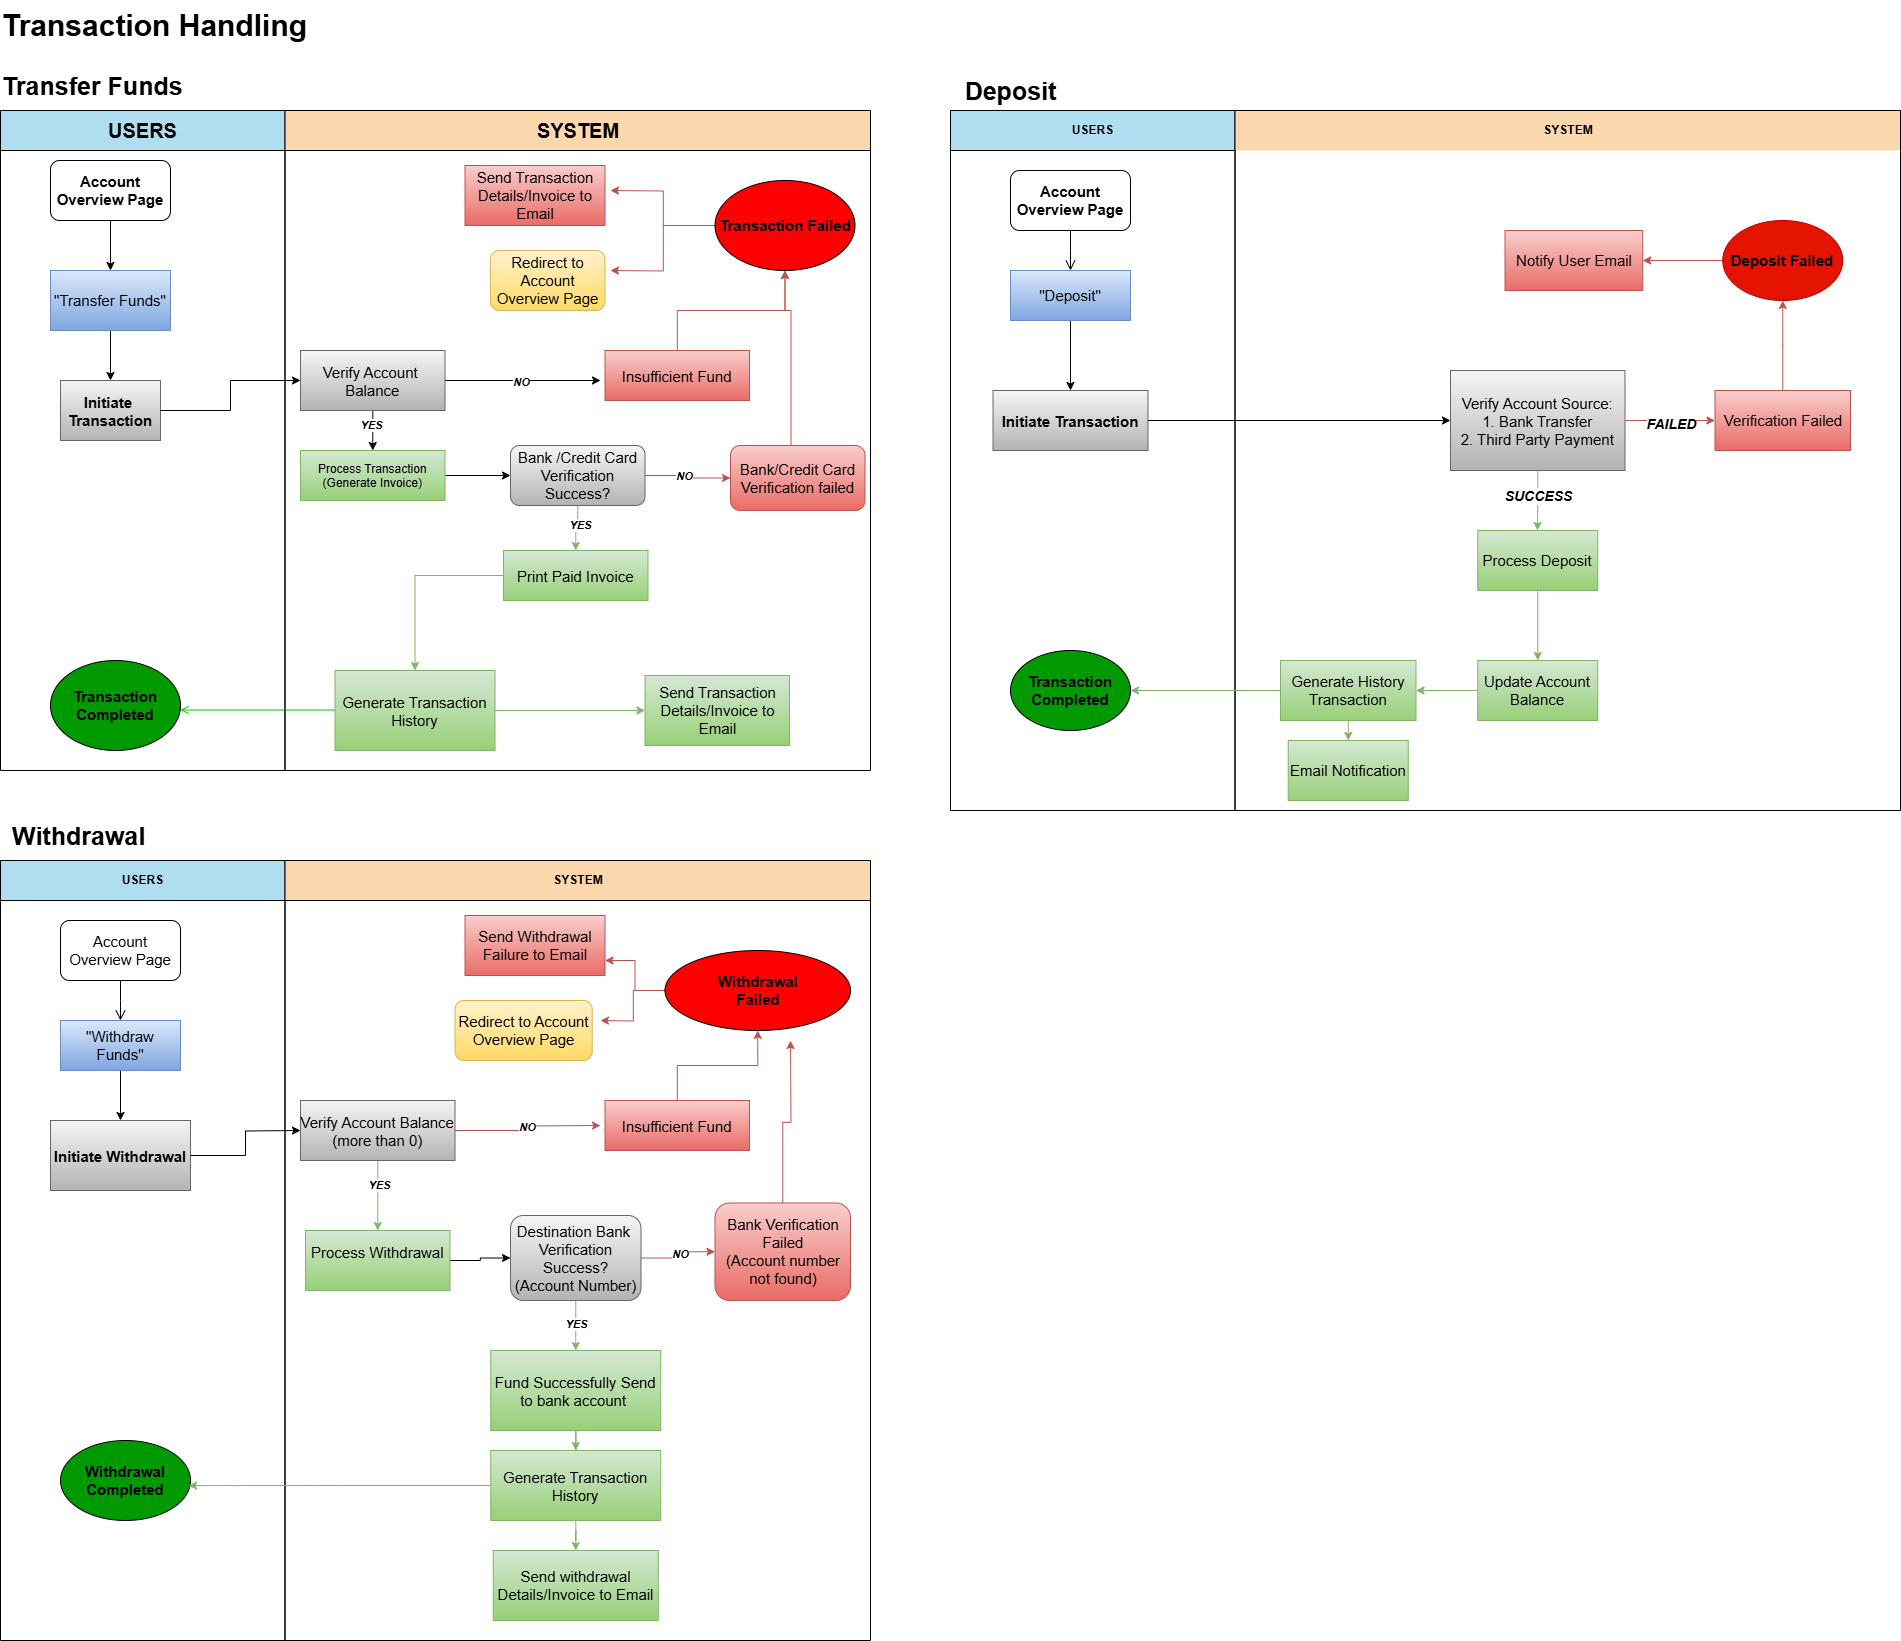 Transaction Handling
Transfer Funds
USERS
SYSTEM
Account
Overview Page
"Transfer Funds"
Initiate
Transaction
Send Transaction
Details/Invoice to
Email
Transaction Failed
Redirect to
Account
Overview Page
Verify Account
Balance
NO
Insufficient Fund
YES
Process Transaction
(Generate Invoice)
Bank /Credit Card
Verification
Success?
NO
Bank/Credit Card
Verification failed
YES
Print Paid Invoice
Transaction
Completed
Generate Transaction
History
Send Transaction
Details/Invoice to
Email
Deposit
USERS
SYSTEM
Account
Overview Page
"Deposit"
Initiate Transaction
Notify User Email
Deposit Failed
Verify Account Source:
1. Bank Transfer
2. Third Party Payment
FAILED
Verification Failed
SUCCESS
Process Deposit
Transaction
Completed
Generate History
Transaction
Update Account
Balance
Email Notification
Withdrawal
USERS
SYSTEM
Account
Overview Page
"Withdraw
Funds"
Initiate Withdrawal
Send Withdrawal
Failure to Email
Withdrawal
Failed
Redirect to Account
Overview Page
Verify Account Balance
(more than 0)
NO
Insufficient Fund
YES
Process Withdrawal
Destination Bank
Verification
Success?
(Account Number)
NO
Bank Verification
Failed
(Account number
not found)
YES
Fund Successfully Send
to bank account
Withdrawal
Completed
Generate Transaction
History
Send withdrawal
Details/Invoice to Email